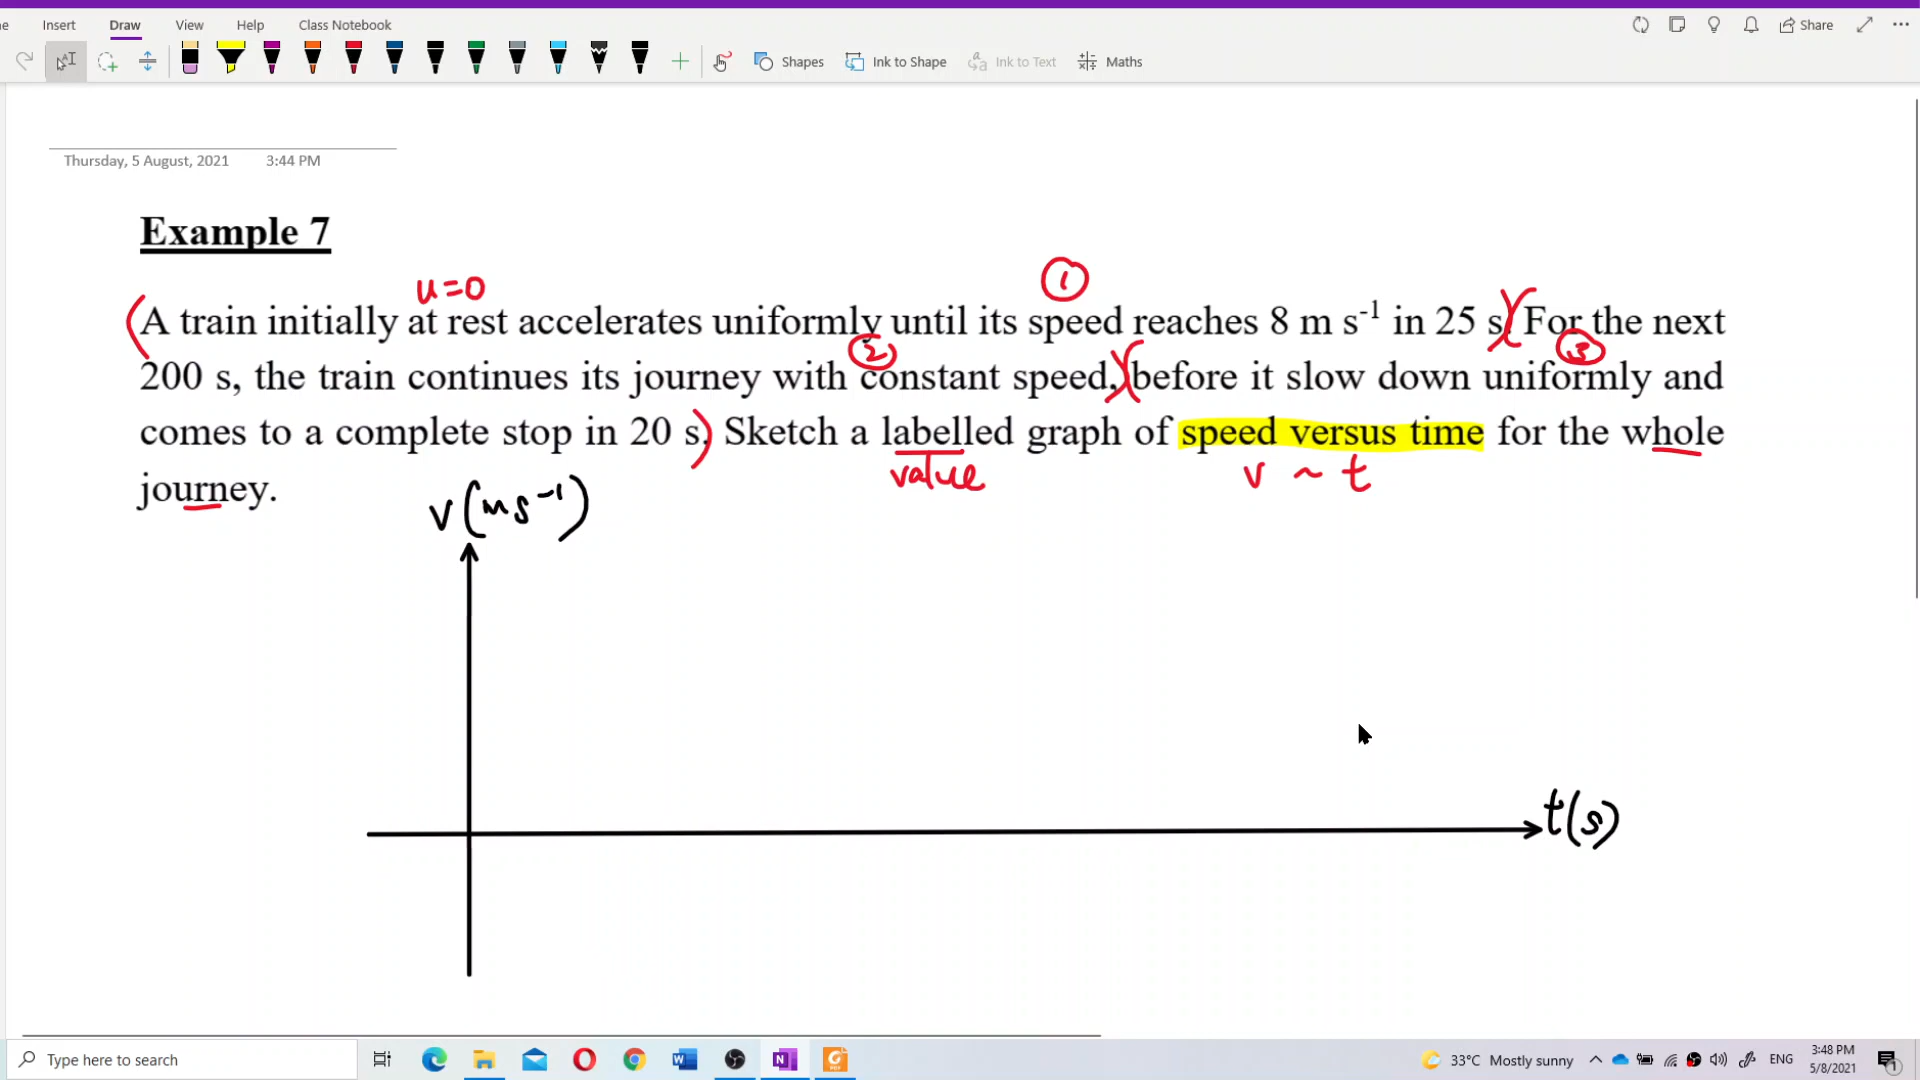 Insert Draw View Help Class Notebook Share
Shapes Ink to Shape Ink to Text Maths
Thursday, 5 August, 2021 3:44 PM
Example 7
u=0 ①
(A train initially at rest accelerates uniformly until its speed reaches 8 m s⁻¹ in 25 s.)(For the next
② ③
200 s, the train continues its journey with constant speed,)(before it slow down uniformly and
comes to a complete stop in 20 s.) Sketch a labelled graph of speed versus time for the whole
value v ~ t
journey.
v(ms⁻¹)
t(s)
Type here to search 33°C Mostly sunny ENG 3:48 PM
5/8/2021